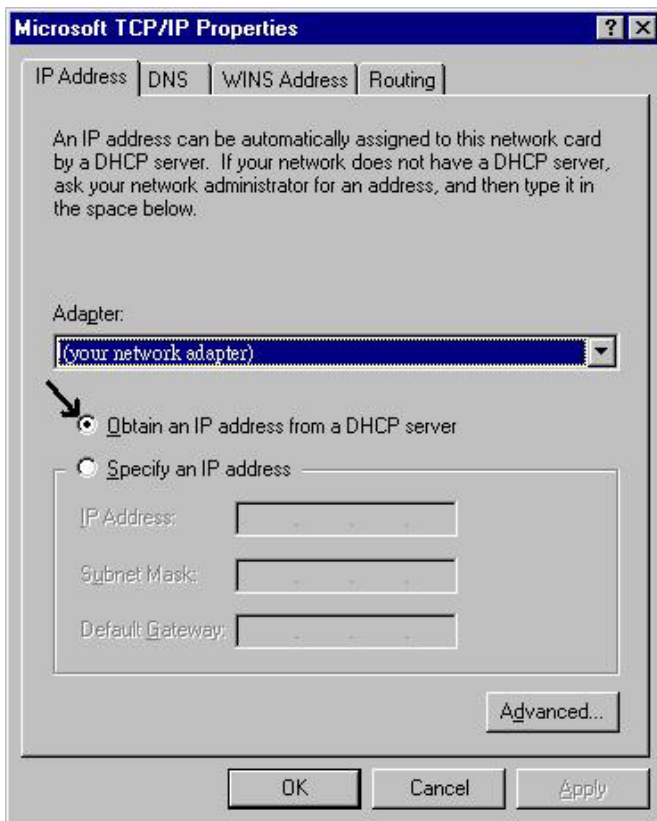 Microsoft TCP/IP Properties
IP Address DNS WINS Address Routing
An IP address can be automatically assigned to this network card
by a DHCP server. If your network does not have a DHCP server,
ask your network administrator for an address, and then type it in
the space below.
Adapter:
(your network adapter)
Obtain an IP address from a DHCP server
Specify an IP address
IP Address:
Subnet Mask:
Default Gateway:
Advanced...
OK Cancel Apply